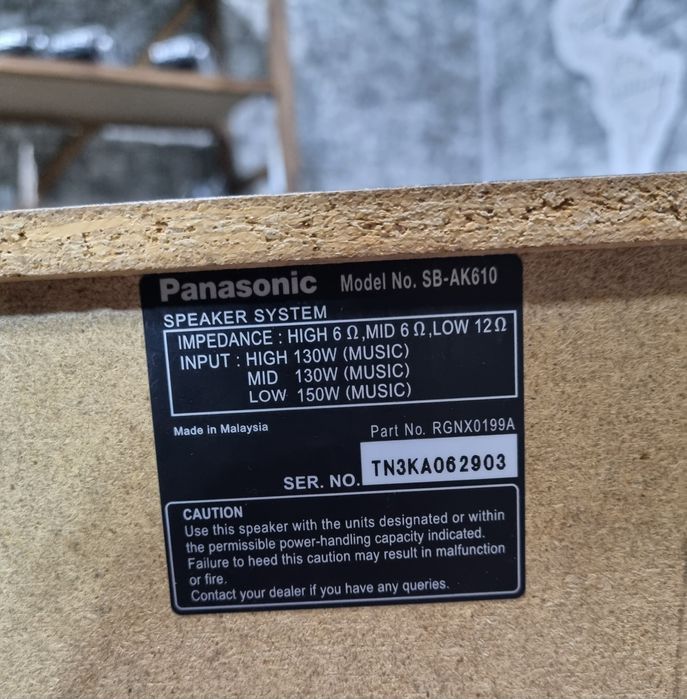 Panasonic Model No. SB-AK610
SPEAKER SYSTEM
IMPEDANCE : HIGH 6 Ω,MID 6 Ω,LOW 12 Ω
INPUT : HIGH 130W (MUSIC)
MID 130W (MUSIC)
LOW 150W (MUSIC)
Made in Malaysia
Part No. RGNX0199A
SER. NO. TN3KA062903
CAUTION
Use this speaker with the units designated or within
the permissible power-handling capacity indicated.
Failure to heed this caution may result in malfunction
or fire.
Contact your dealer if you have any queries.